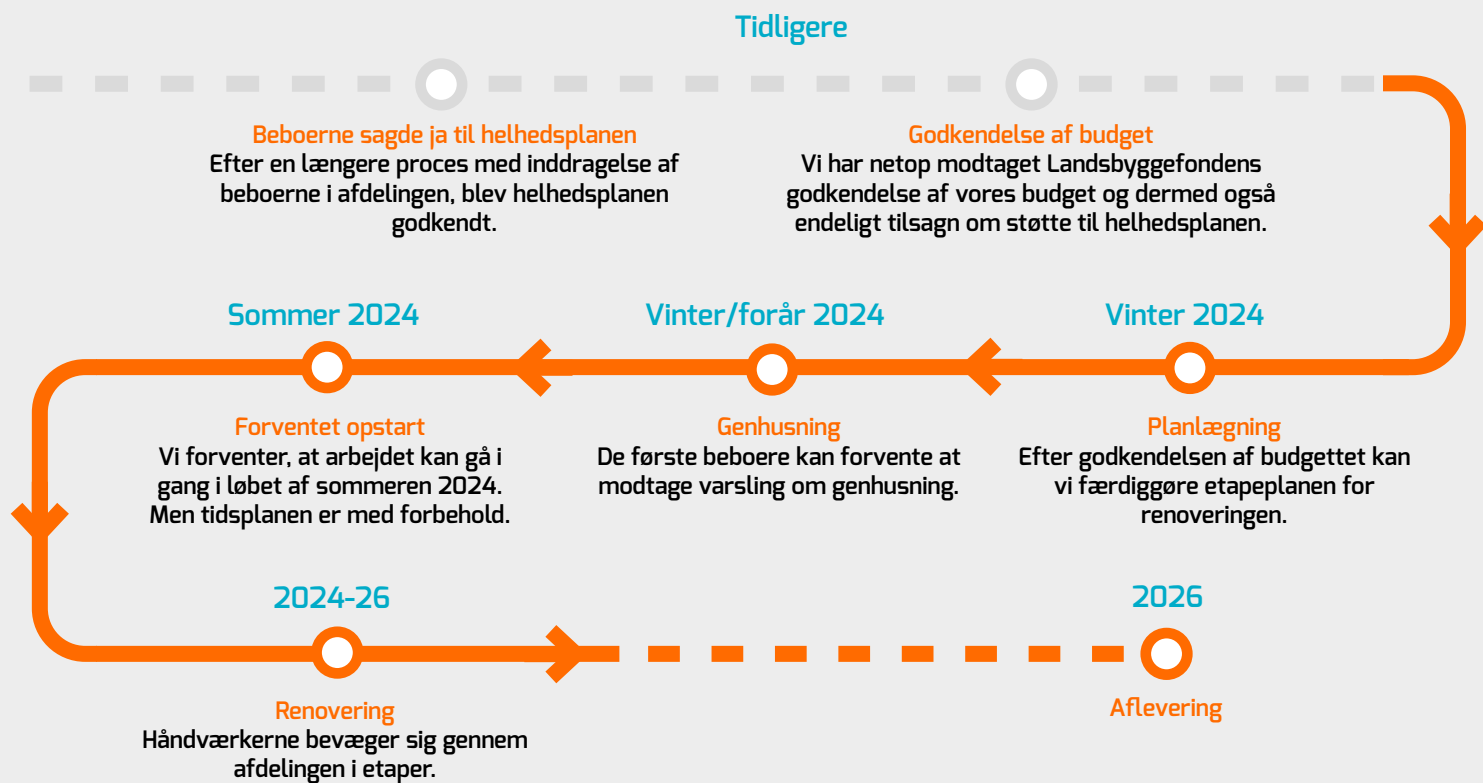 Tidligere
Beboerne sagde ja til helhedsplanen
Efter en længere proces med inddragelse af
beboerne i afdelingen, blev helhedsplanen
godkendt.
Godkendelse af budget
Vi har netop modtaget Landsbyggefondens
godkendelse af vores budget og dermed også
endeligt tilsagn om støtte til helhedsplanen.
Vinter 2024
Planlægning
Efter godkendelsen af budgettet kan
vi færdiggøre etapeplanen for
renoveringen.
Vinter/forår 2024
Genhusning
De første beboere kan forvente at
modtage varsling om genhusning.
Sommer 2024
Forventet opstart
Vi forventer, at arbejdet kan gå i
gang i løbet af sommeren 2024.
Men tidsplanen er med forbehold.
2024-26
Renovering
Håndværkerne bevæger sig gennem
afdelingen i etaper.
2026
Aflevering